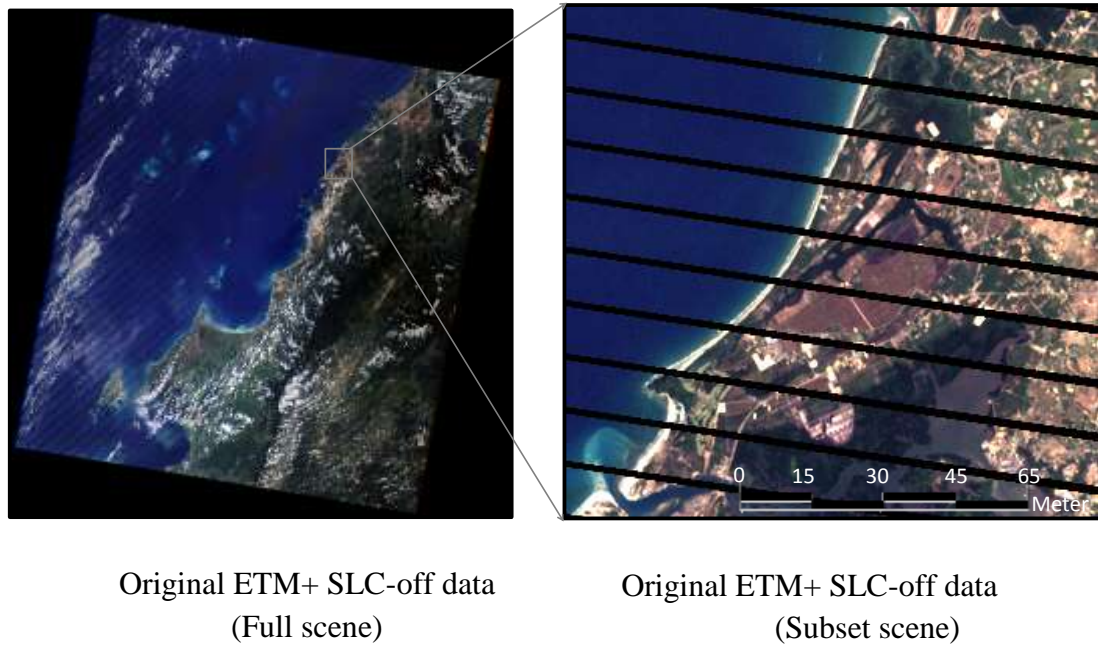 0 15 30 45 65
Meter
Original ETM+ SLC-off data
(Full scene)
Original ETM+ SLC-off data
(Subset scene)